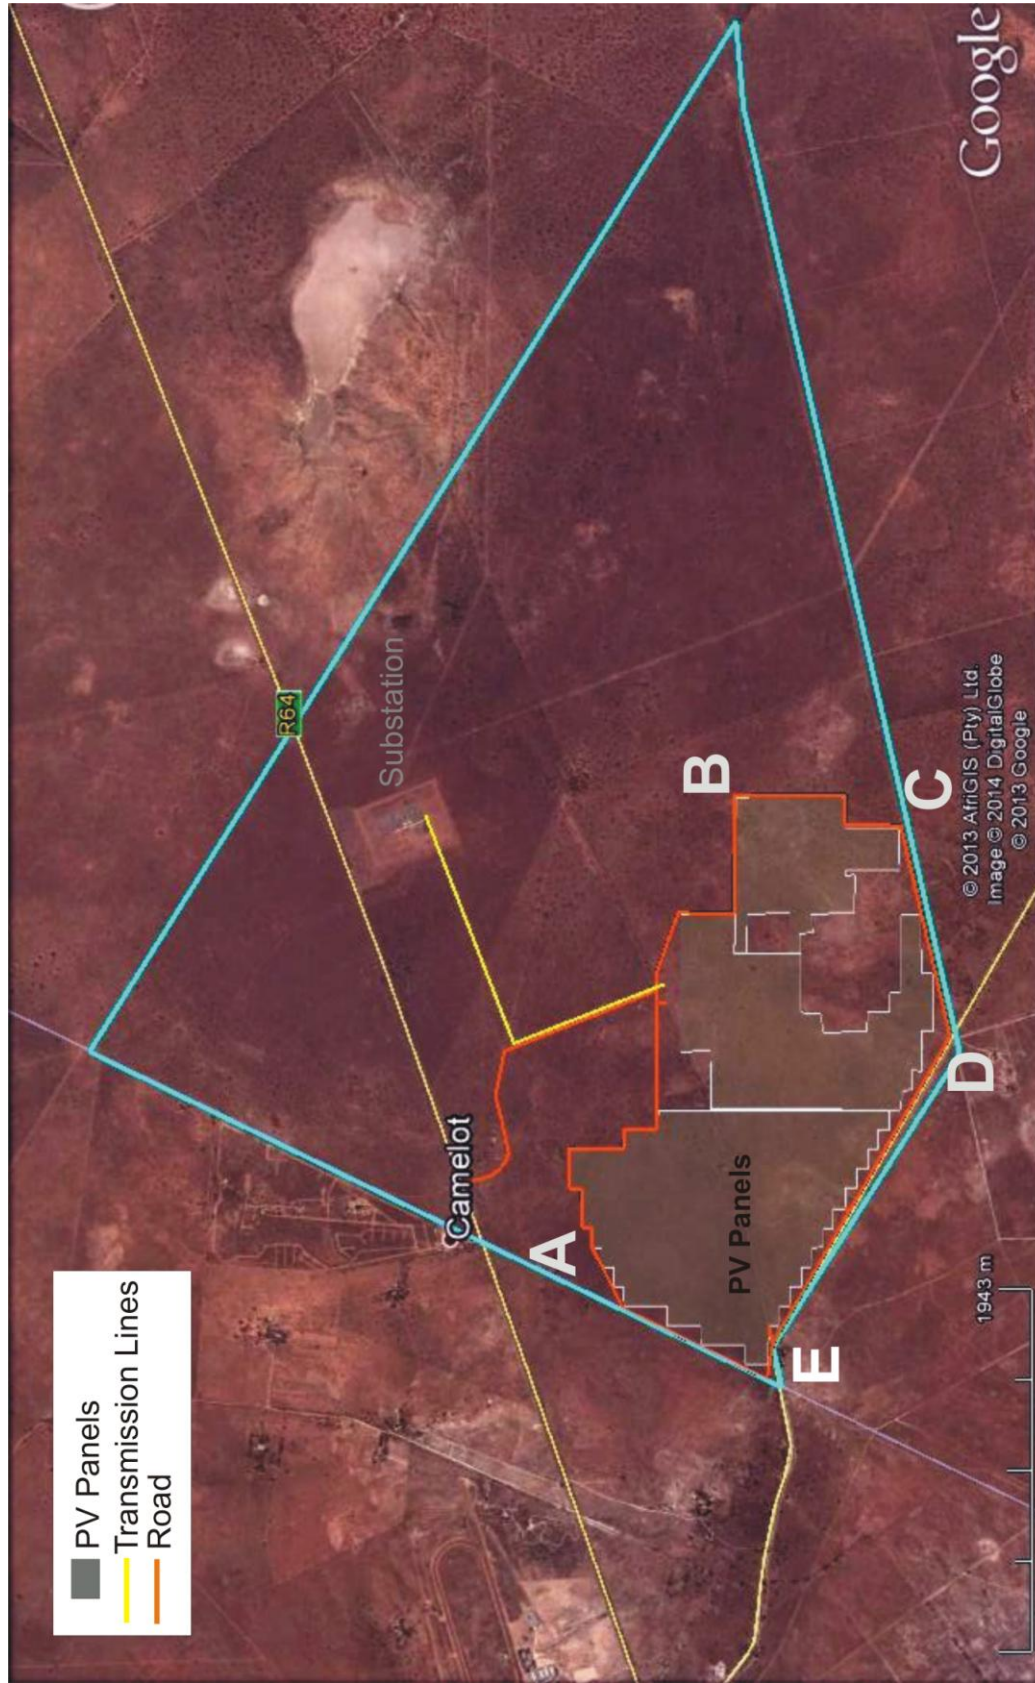 PV Panels
Transmission Lines
Road
R64
Substation
Camelot
A
B
PV Panels
C
D
E
1943 m
© 2013 AfriGIS (Pty) Ltd.
Image © 2014 DigitalGlobe
© 2013 Google
Google